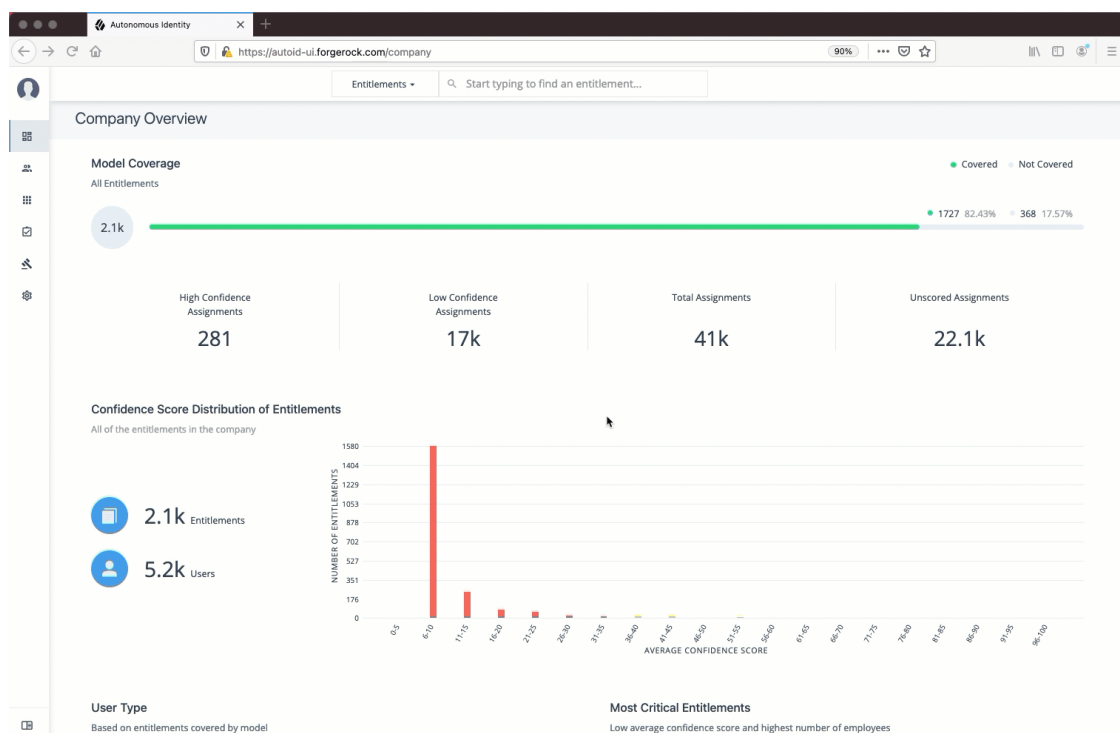 Autonomous Identity
https://autoid-ui.forgerock.com/company
90%
Entitlements
Start typing to find an entitlement...
Company Overview
Model Coverage
Covered
Not Covered
All Entitlements
1727 82.43%
368 17.57%
2.1k
High Confidence
Assignments
281
Low Confidence
Assignments
17k
Total Assignments
41k
Unscored Assignments
22.1k
Confidence Score Distribution of Entitlements
All of the entitlements in the company
2.1k Entitlements
5.2k Users
NUMBER OF ENTITLEMENTS
1580
1404
1229
1053
878
702
527
351
176
0
0-5
6-10
11-15
16-20
21-25
26-30
31-35
36-40
41-45
46-50
51-55
56-60
61-65
66-70
71-75
76-80
81-85
86-90
91-95
96-100
AVERAGE CONFIDENCE SCORE
User Type
Based on entitlements covered by model
Most Critical Entitlements
Low average confidence score and highest number of employees